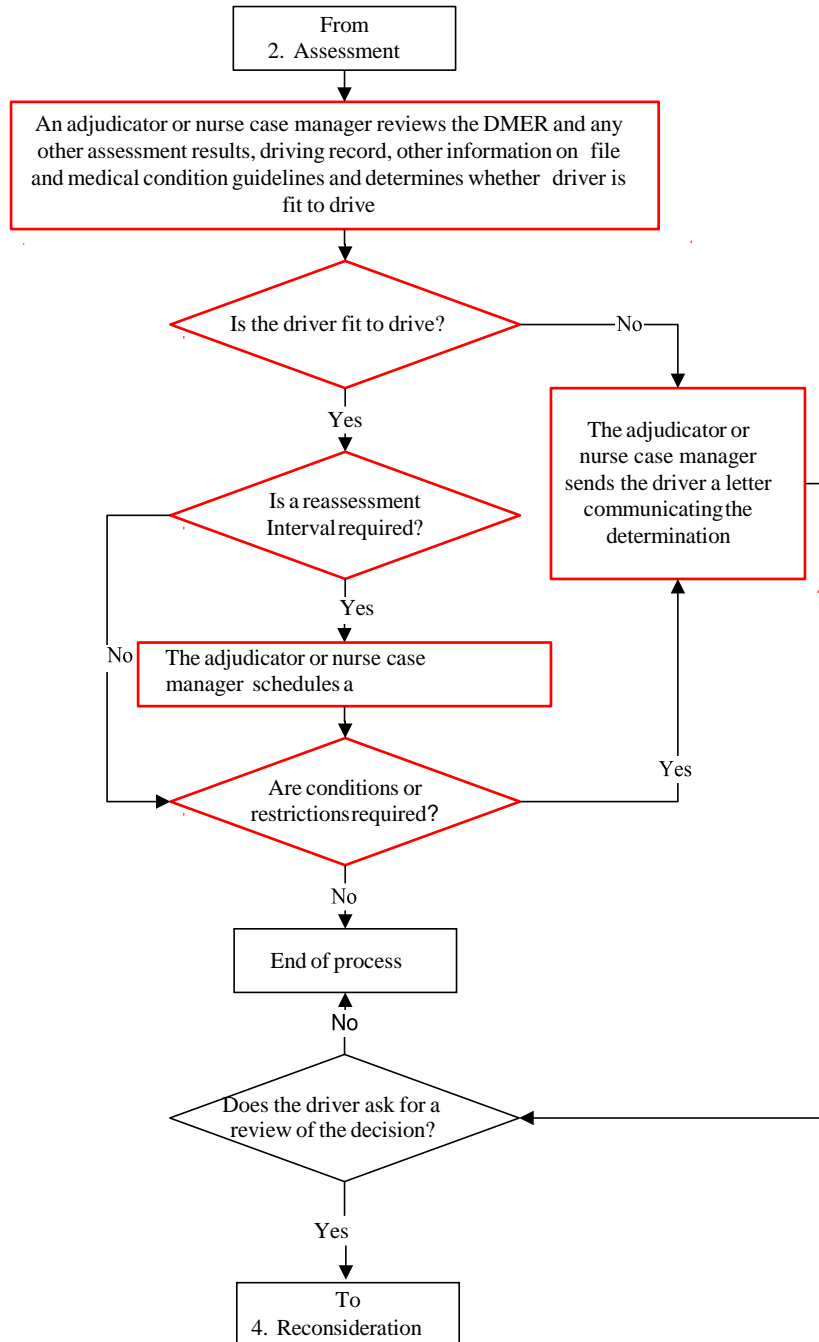 From
2. Assessment
An adjudicator or nurse case manager reviews the DMER and any
other assessment results, driving record, other information on file
and medical condition guidelines and determines whether driver is
fit to drive
Is the driver fit to drive?
No
Yes
The adjudicator or
nurse case manager
sends the driver a letter
communicating the
determination
Is a reassessment
Interval required?
Yes
No
The adjudicator or nurse case
manager schedules a
Are conditions or
restrictions required?
Yes
No
End of process
No
Does the driver ask for a
review of the decision?
Yes
To
4. Reconsideration